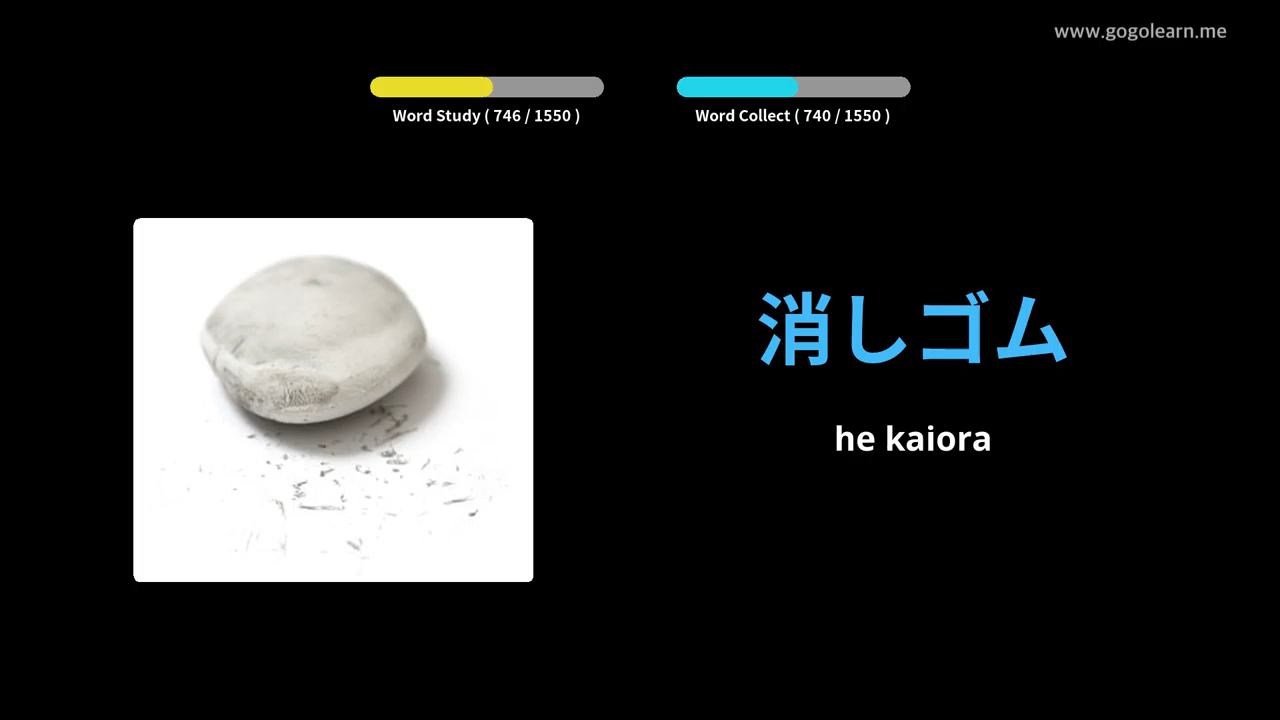 www.gogolearn.me
Word Study ( 746 / 1550 )
Word Collect ( 740 / 1550 )
消しゴム
he kaiora